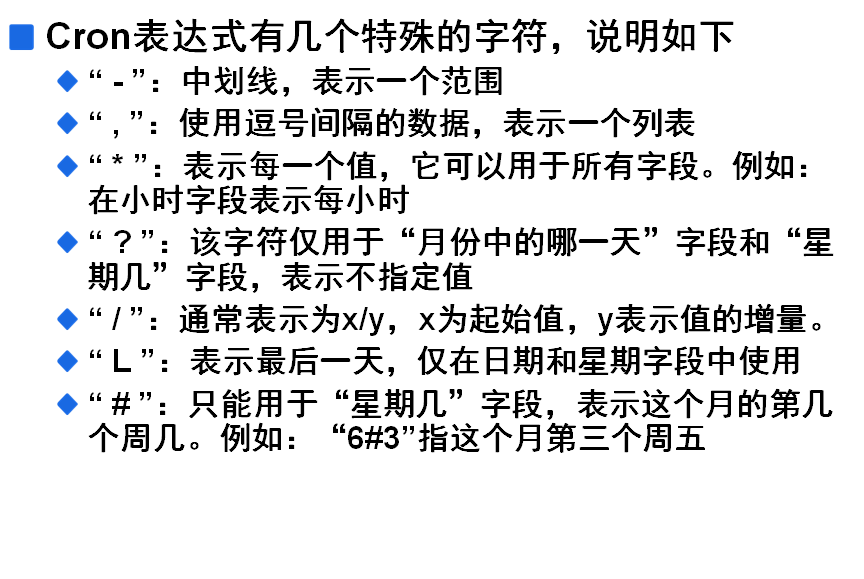 Cron表达式有几个特殊的字符，说明如下
“ - ”：中划线，表示一个范围
“ , ”：使用逗号间隔的数据，表示一个列表
“ * ”：表示每一个值，它可以用于所有字段。例如：
在小时字段表示每小时
“ ? ”：该字符仅用于“月份中的哪一天”字段和“星
期几”字段，表示不指定值
“ / ”：通常表示为x/y，x为起始值，y表示值的增量。
“ L ”：表示最后一天，仅在日期和星期字段中使用
“ # ”：只能用于“星期几”字段，表示这个月的第几
个周几。例如：“6#3”指这个月第三个周五